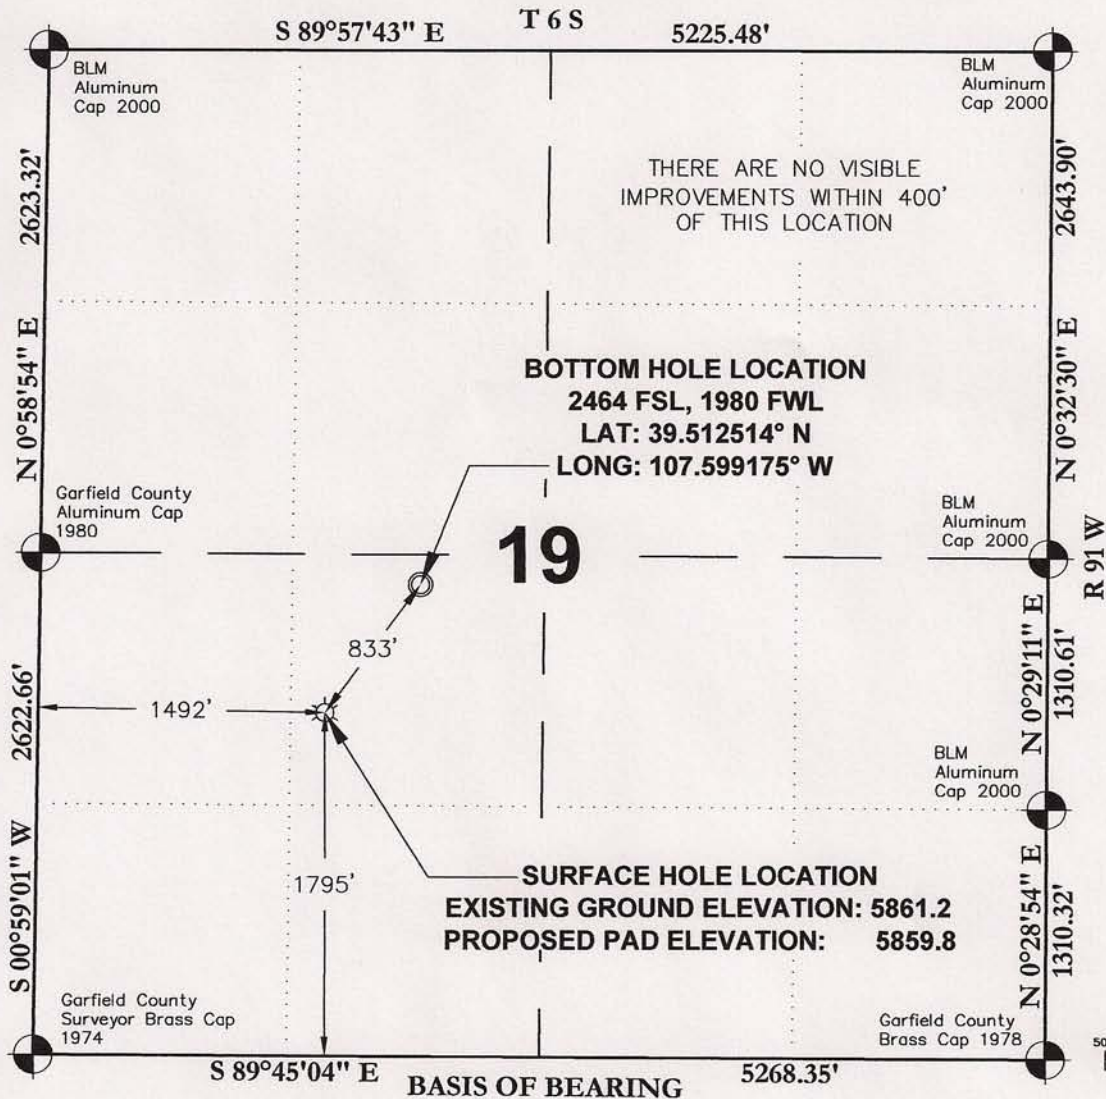 T 6 S
S 89°57'43" E
5225.48'
BLM
Aluminum
Cap 2000
BLM
Aluminum
Cap 2000
2623.32'
N 0°58'54" E
2643.90'
N 0°32'30" E
THERE ARE NO VISIBLE
IMPROVEMENTS WITHIN 400'
OF THIS LOCATION
BOTTOM HOLE LOCATION
2464 FSL, 1980 FWL
LAT: 39.512514° N
LONG: 107.599175° W
Garfield County
Aluminum Cap
1980
19
BLM
Aluminum
Cap 2000
R 91 W
833'
1492'
2622.66'
S 00°59'01" W
N 0°29'11" E
1310.61'
BLM
Aluminum
Cap 2000
1795'
SURFACE HOLE LOCATION
EXISTING GROUND ELEVATION: 5861.2
PROPOSED PAD ELEVATION: 5859.8
N 0°28'54" E
1310.32'
Garfield County
Surveyor Brass Cap
1974
Garfield County
Brass Cap 1978
S 89°45'04" E
BASIS OF BEARING
5268.35'